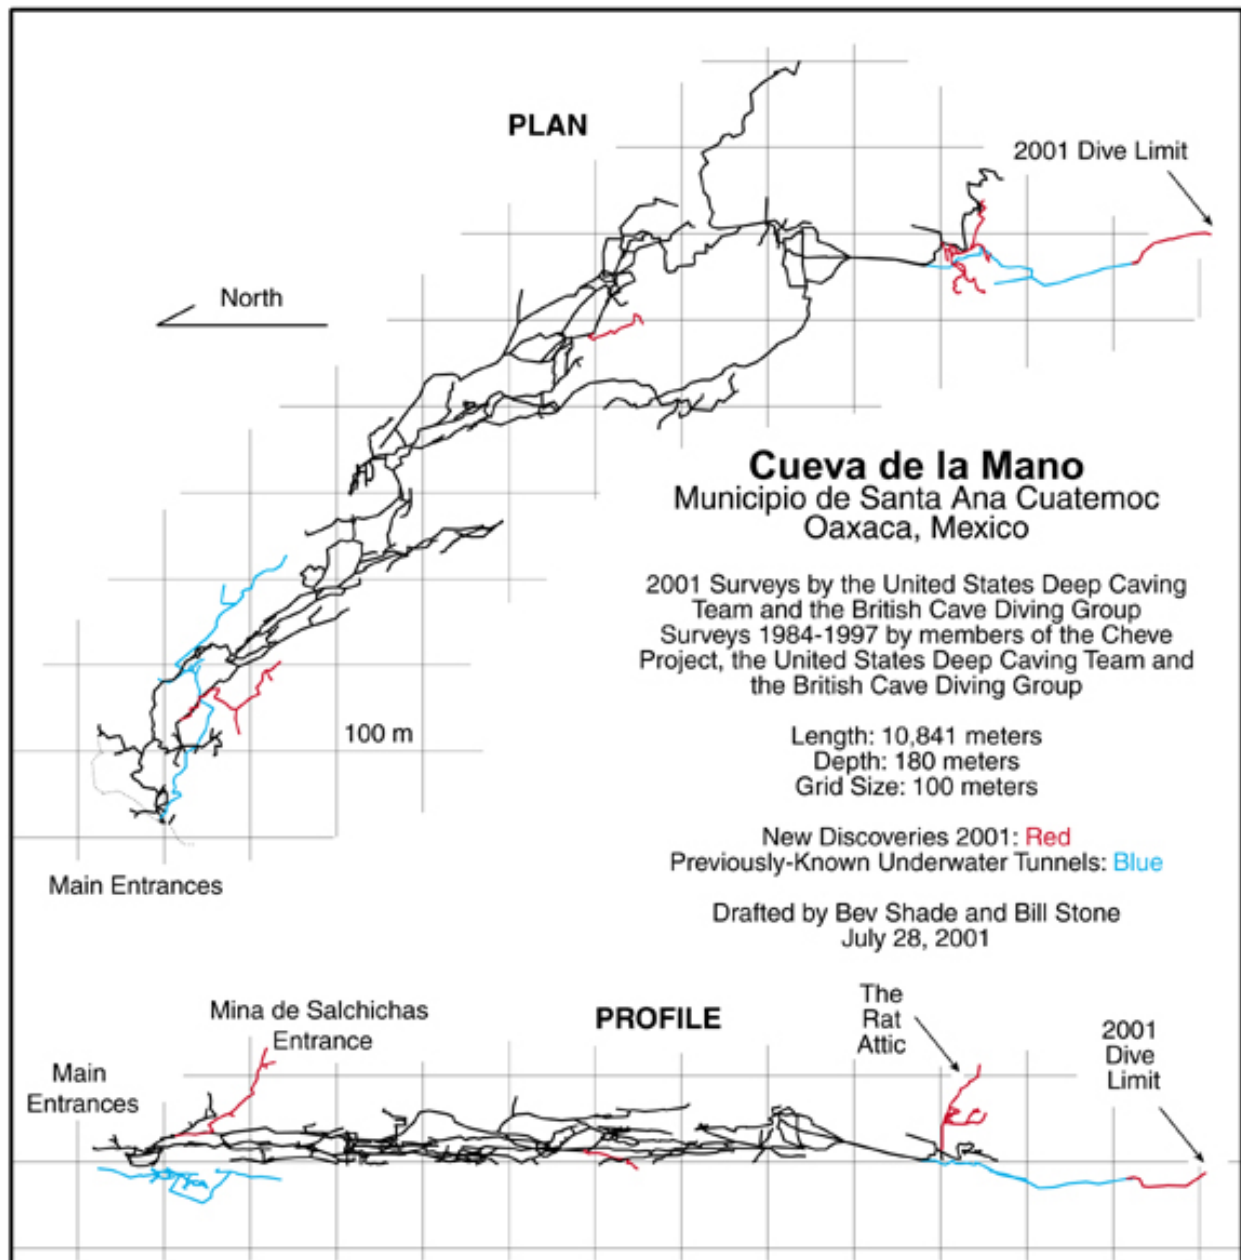 PLAN
2001 Dive Limit
North
Cueva de la Mano
Municipio de Santa Ana Cuatemoc
Oaxaca, Mexico
2001 Surveys by the United States Deep Caving
Team and the British Cave Diving Group
Surveys 1984-1997 by members of the Cheve
Project, the United States Deep Caving Team and
the British Cave Diving Group
100 m
Length: 10,841 meters
Depth: 180 meters
Grid Size: 100 meters
New Discoveries 2001: Red
Previously-Known Underwater Tunnels: Blue
Main Entrances
Drafted by Bev Shade and Bill Stone
July 28, 2001
Mina de Salchichas
Entrance
PROFILE
The
Rat
Attic
2001
Dive
Limit
Main
Entrances